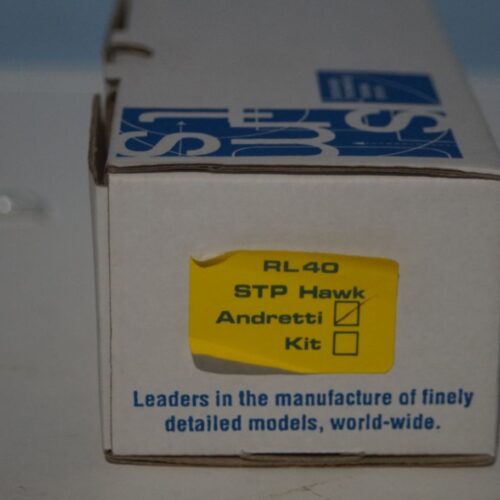 RL40
STP Hawk
Andretti
Kit
Leaders in the manufacture of finely
detailed models, world-wide.